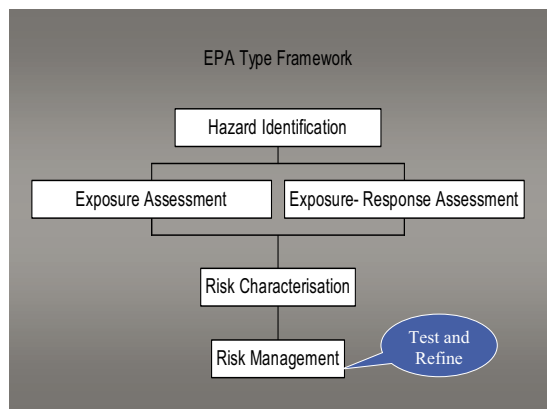 EPA Type Framework
Hazard Identification
Exposure Assessment
Exposure- Response Assessment
Risk Characterisation
Risk Management
Test and
Refine